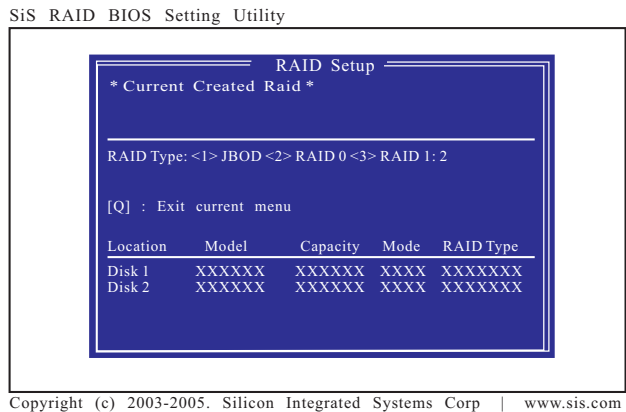 SiS RAID BIOS Setting Utility
RAID Setup
* Current Created Raid *
RAID Type: <1> JBOD <2> RAID 0 <3> RAID 1: 2
[Q] : Exit current menu
Location Model Capacity Mode RAID Type
Disk 1 XXXXXX XXXXXX XXXX XXXXXXX
Disk 2 XXXXXX XXXXXX XXXX XXXXXXX
Copyright (c) 2003-2005. Silicon Integrated Systems Corp | www.sis.com